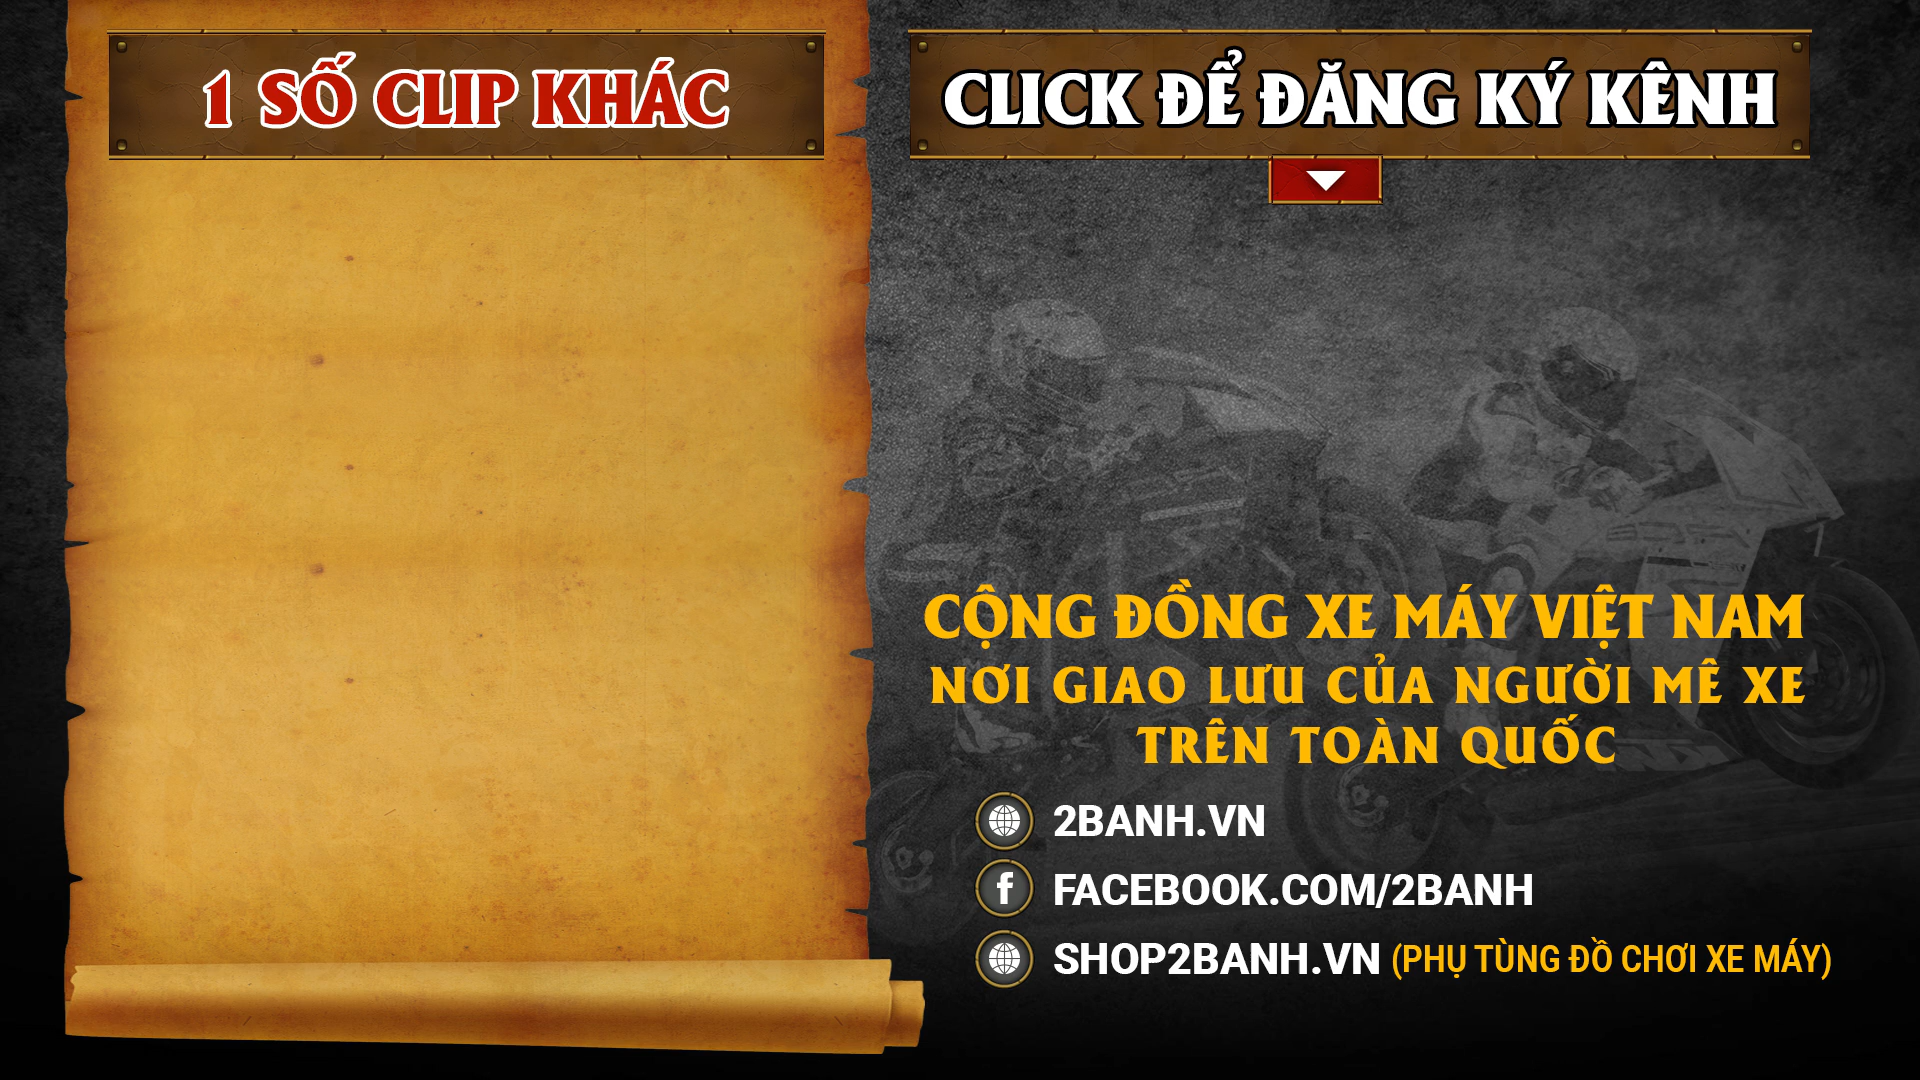 1 SỐ CLIP KHÁC
CLICK ĐỂ ĐĂNG KÝ KÊNH
CỘNG ĐỒNG XE MÁY VIỆT NAM
NƠI GIAO LƯU CỦA NGƯỜI MÊ XE
TRÊN TOÀN QUỐC
2BANH.VN
FACEBOOK.COM/2BANH
SHOP2BANH.VN (PHỤ TÙNG ĐỒ CHƠI XE MÁY)